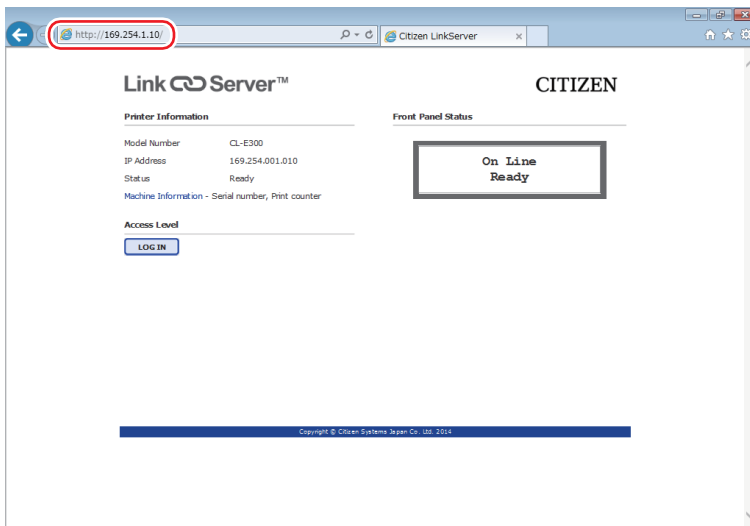 http://169.254.1.10/
Citizen LinkServer
Link Server™
CITIZEN
Printer Information
Front Panel Status
Model Number CL-E300
IP Address 169.254.001.010
Status Ready
Machine Information - Serial number, Print counter
On Line
Ready
Access Level
LOG IN
Copyright © Citizen Systems Japan Co. Ltd. 2014